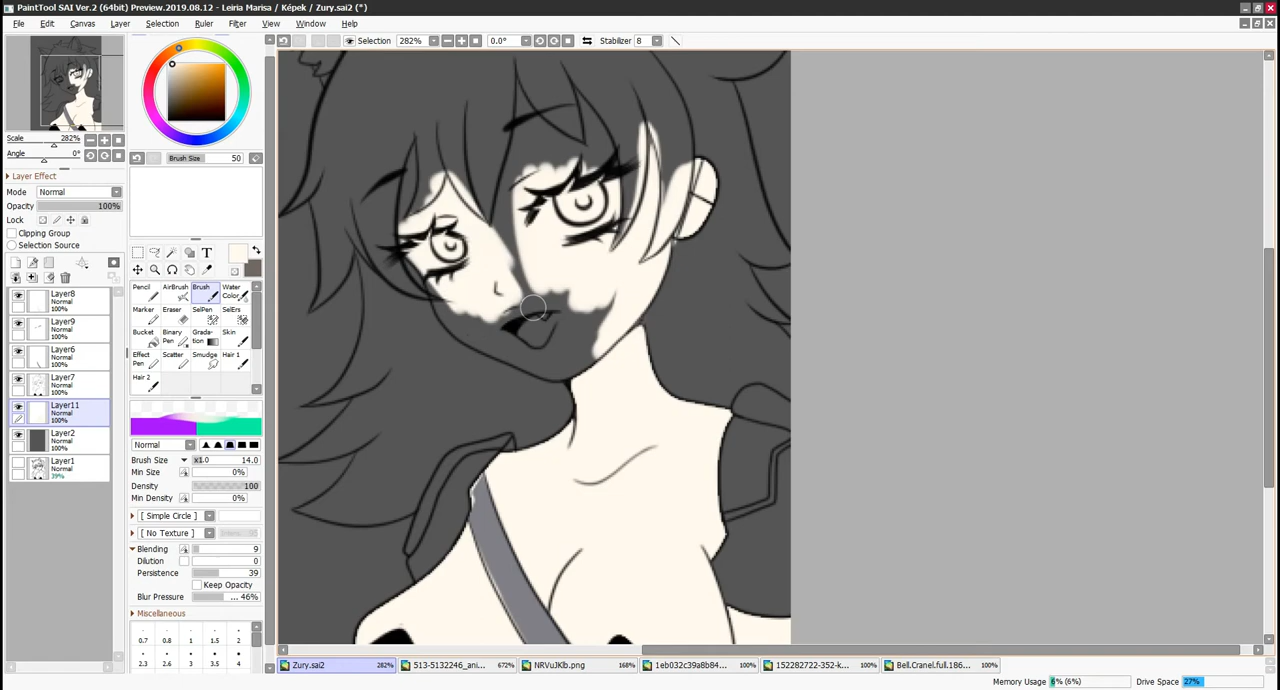 PaintTool SAI Ver.2 (64bit) Preview.2019.08.12 - Leiria Marisa / Képek / Zury.sai2 (*)
File Edit Canvas Layer Selection Ruler Filter View Window Help
Selection 282% 0.0° Stabilizer 8
Scale 282%
Angle 0°
Layer Effect
Mode Normal
Opacity 100%
Lock
Clipping Group
Selection Source
Layer8
Normal
100%
Layer9
Normal
100%
Layer6
Normal
100%
Layer7
Normal
100%
Layer11
Normal
100%
Layer2
Normal
100%
Layer1
Normal
39%
Brush Size 50
T
Pencil AirBrush Brush Water Color
Marker Eraser SelPen SelErs
Bucket Binary Pen Grada-tion Skin
Effect Pen Scatter Smudge Hair 1
Hair 2
Normal
Brush Size x1.0 14.0
Min Size 0%
Density 100
Min Density 0%
[ Simple Circle ]
[ No Texture ]
Blending 9
Dilution 0
Persistence 39
Keep Opacity
Blur Pressure ... 46%
Miscellaneous
0.7 0.8 1 1.5 2
2.3 2.6 3 3.5 4
Zury.sai2 282% 513-5132246_ani... 672% NRVuJKlb.png 168% 1eb032c39a8b84... 100% 152282722-352-k... 100% Bell.Cranel.full.186... 100%
Memory Usage 6% (6%) Drive Space 27%